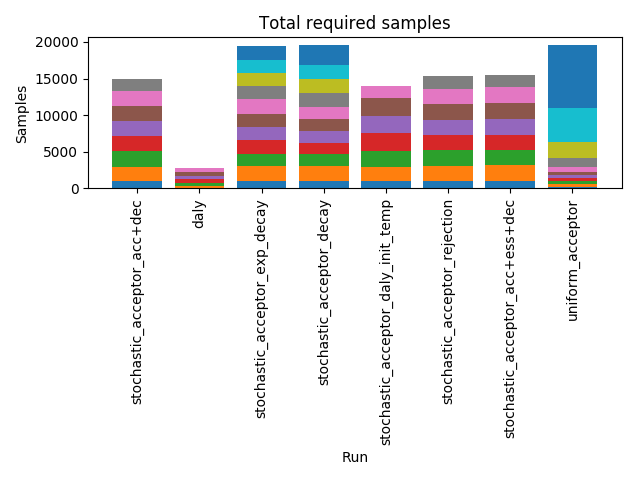 Total required samples
Samples
20000
15000
10000
5000
0
stochastic_acceptor_acc+dec
daly
stochastic_acceptor_exp_decay
stochastic_acceptor_decay
stochastic_acceptor_daly_init_temp
stochastic_acceptor_rejection
stochastic_acceptor_acc+ess+dec
uniform_acceptor
Run